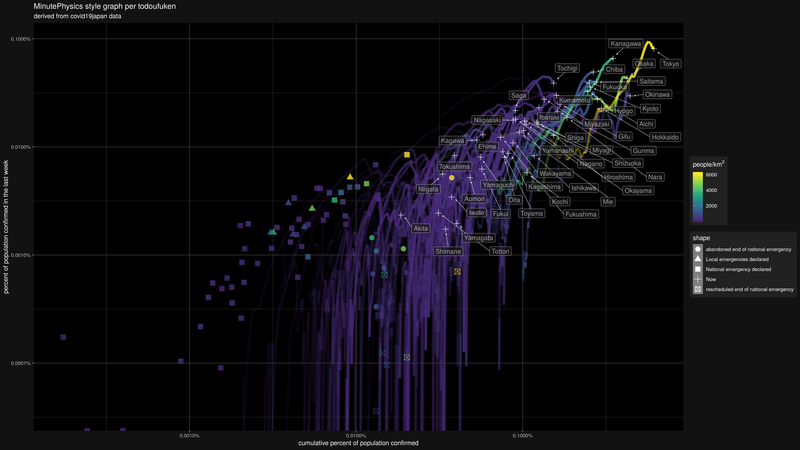 MinutePhysics style graph per todoufuken
derived from covid19japan data
percent of population confirmed in the last week
0.1000%
0.0100%
0.0010%
0.0001%
Kanagawa
Osaka
Tokyo
Tochigi
Chiba
Saitama
Fukuoka
Okinawa
Saga
Kumamoto
Hyōgo
Kyoto
Nagasaki
Ibaraki
Miyazaki
Aichi
Kagawa
Shiga
Gifu
Hokkaido
Ehime
Yamanashi
Miyagi
Gunma
Tokushima
Nagano
Shizuoka
Wakayama
Hiroshima
Nara
Niigata
Yamaguchi
Kagoshima
Ishikawa
Okayama
Aomori
Oita
Kochi
Mie
Iwate
Fukui
Toyama
Fukushima
Akita
Yamagata
Shimane
Tottori
0.0010%
0.0100%
0.1000%
cumulative percent of population confirmed
people/km²
6000
4000
2000
shape
abandoned end of national emergency
Local emergencies declared
National emergency declared
Now
rescheduled end of national emergency